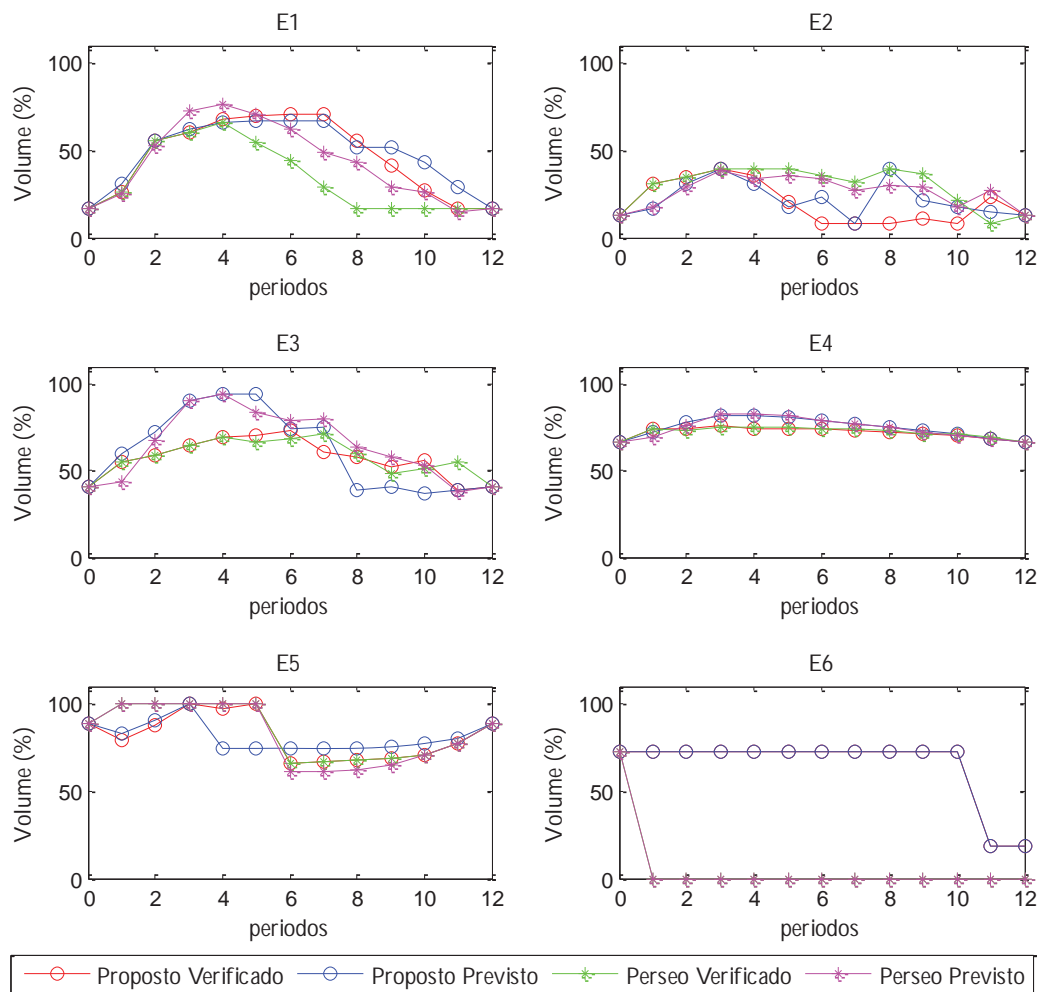 E1
Volume (%)
100
50
0
0 2 4 6 8 10 12
periodos
E2
Volume (%)
100
50
0
0 2 4 6 8 10 12
periodos
E3
Volume (%)
100
50
0
0 2 4 6 8 10 12
periodos
E4
Volume (%)
100
50
0
0 2 4 6 8 10 12
periodos
E5
Volume (%)
100
50
0
0 2 4 6 8 10 12
periodos
E6
Volume (%)
100
50
0
0 2 4 6 8 10 12
periodos
Proposto Verificado Proposto Previsto Perseo Verificado Perseo Previsto